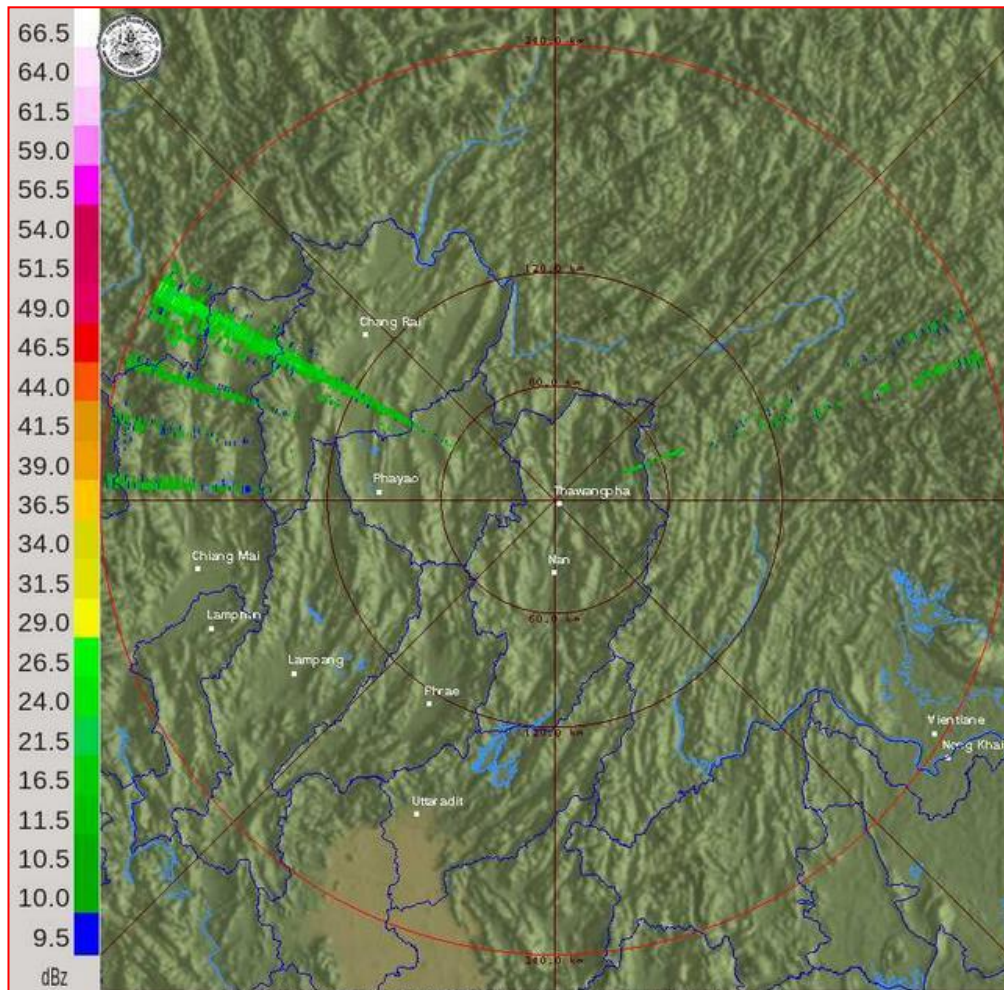 66.5
64.0
61.5
59.0
56.5
54.0
51.5
49.0
46.5
44.0
41.5
39.0
36.5
34.0
31.5
29.0
26.5
24.0
21.5
16.5
11.5
10.5
10.0
9.5
dBz
240.0 km
120.0 km
Chang Rai
60.0 km
Phayao
Thawangpha
Chiang Mai
Nan
Lamphun
60.0 km
Lampang
Phrae
Vientiane
120.0 km
Nong Khai
Uttaradit
240.0 km